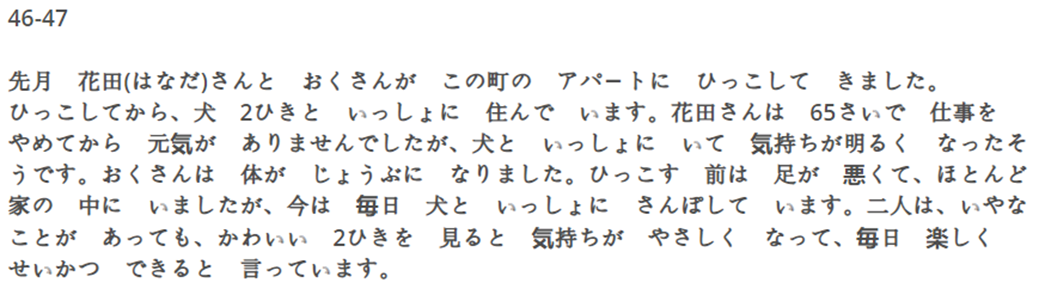 46-47
先月　花田(はなだ)さんと　おくさんが　この町の　アパートに　ひっこして　きました。
ひっこしてから、犬　2ひきと　いっしょに　住んで　います。花田さんは　65さいで　仕事を
やめてから　元気が　ありませんでしたが、犬と　いっしょに　いて　気持ちが明るく　なったそ
うです。おくさんは　体が　じょうぶに　なりました。ひっこす　前は　足が　悪くて、ほとんど
家の　中に　いましたが、今は　毎日　犬と　いっしょに　さんぽして　います。二人は、いやな
ことが　あっても、かわいい　2ひきを　見ると　気持ちが　やさしく　なって、毎日　楽しく
せいかつ　できると　言っています。